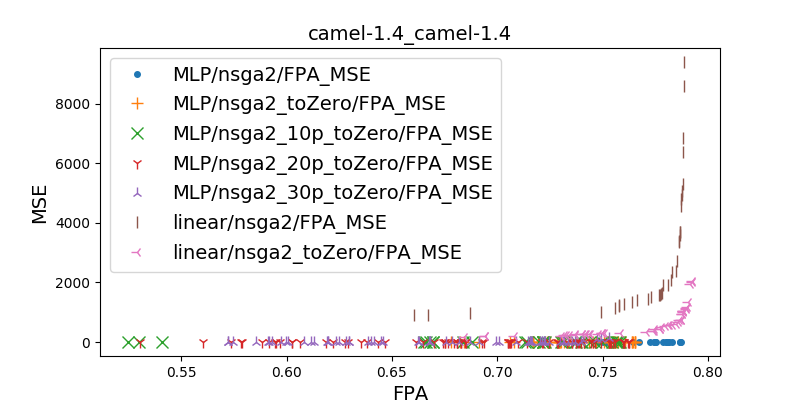 camel-1.4_camel-1.4
MLP/nsga2/FPA_MSE
MLP/nsga2_toZero/FPA_MSE
MLP/nsga2_10p_toZero/FPA_MSE
MLP/nsga2_20p_toZero/FPA_MSE
MLP/nsga2_30p_toZero/FPA_MSE
linear/nsga2/FPA_MSE
linear/nsga2_toZero/FPA_MSE
MSE
8000
6000
4000
2000
0
0.55 0.60 0.65 0.70 0.75 0.80
FPA